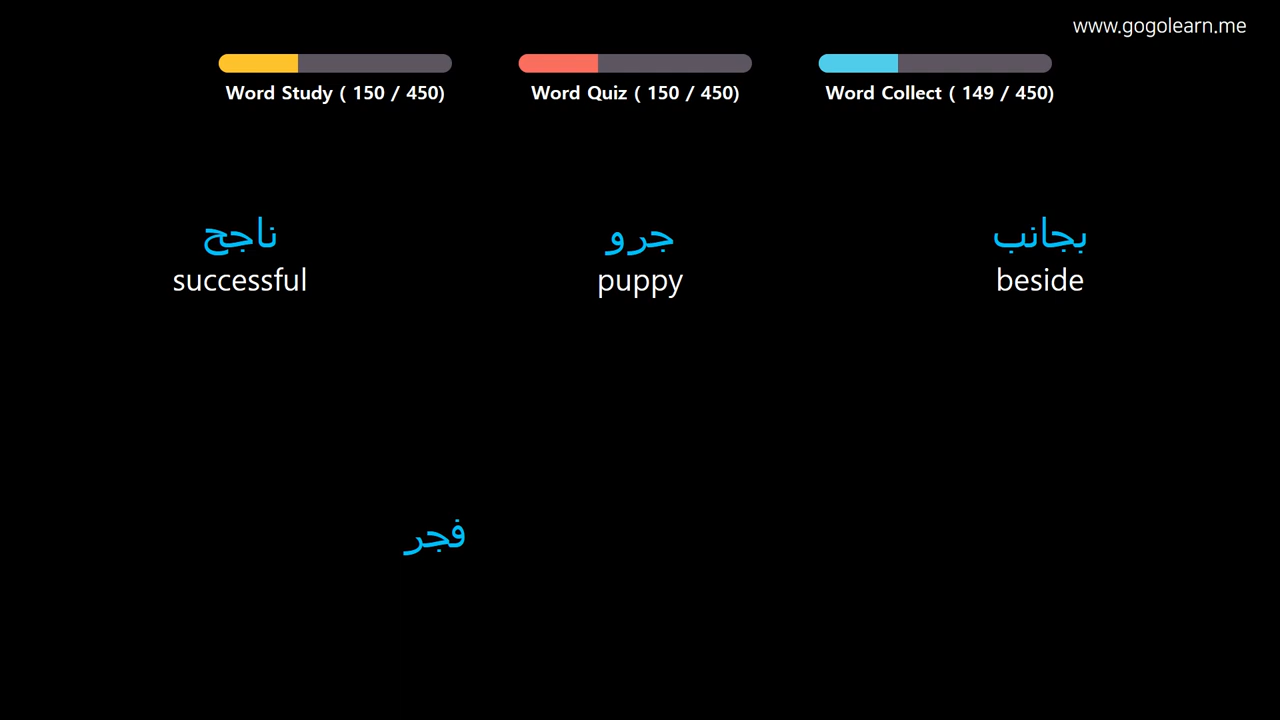 www.gogolearn.me
Word Study ( 150 / 450)
Word Quiz ( 150 / 450)
Word Collect ( 149 / 450)
ناجح
successful
جرو
puppy
بجانب
beside
فجر